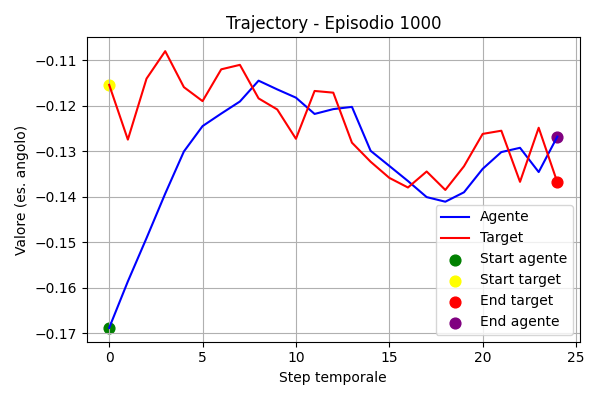 Trajectory - Episodio 1000
Valore (es. angolo)
−0.11
−0.12
−0.13
−0.14
−0.15
−0.16
−0.17
0 5 10 15 20 25
Step temporale
Agente
Target
Start agente
Start target
End target
End agente